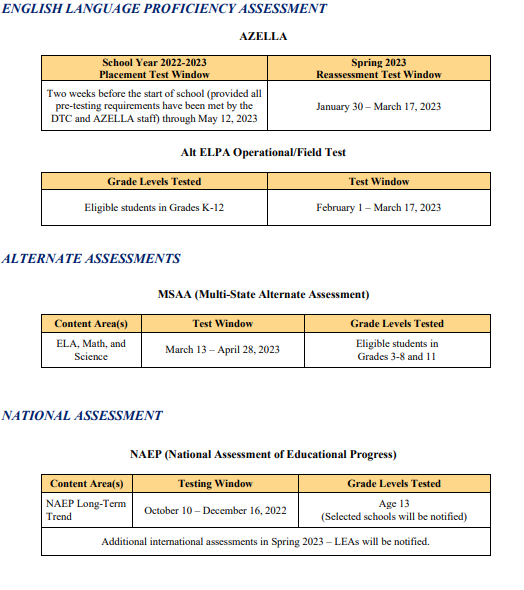 ENGLISH LANGUAGE PROFICIENCY ASSESSMENT
AZELLA
School Year 2022-2023
Placement Test Window
Spring 2023
Reassessment Test Window
Two weeks before the start of school (provided all
pre-testing requirements have been met by the
DTC and AZELLA staff) through May 12, 2023
January 30 – March 17, 2023
Alt ELPA Operational/Field Test
Grade Levels Tested
Test Window
Eligible students in Grades K-12
February 1 – March 17, 2023
ALTERNATE ASSESSMENTS
MSAA (Multi-State Alternate Assessment)
Content Area(s)
Test Window
Grade Levels Tested
ELA, Math, and
Science
March 13 – April 28, 2023
Eligible students in
Grades 3-8 and 11
NATIONAL ASSESSMENT
NAEP (National Assessment of Educational Progress)
Content Area(s)
Testing Window
Grade Levels Tested
NAEP Long-Term
Trend
October 10 – December 16, 2022
Age 13
(Selected schools will be notified)
Additional international assessments in Spring 2023 – LEAs will be notified.